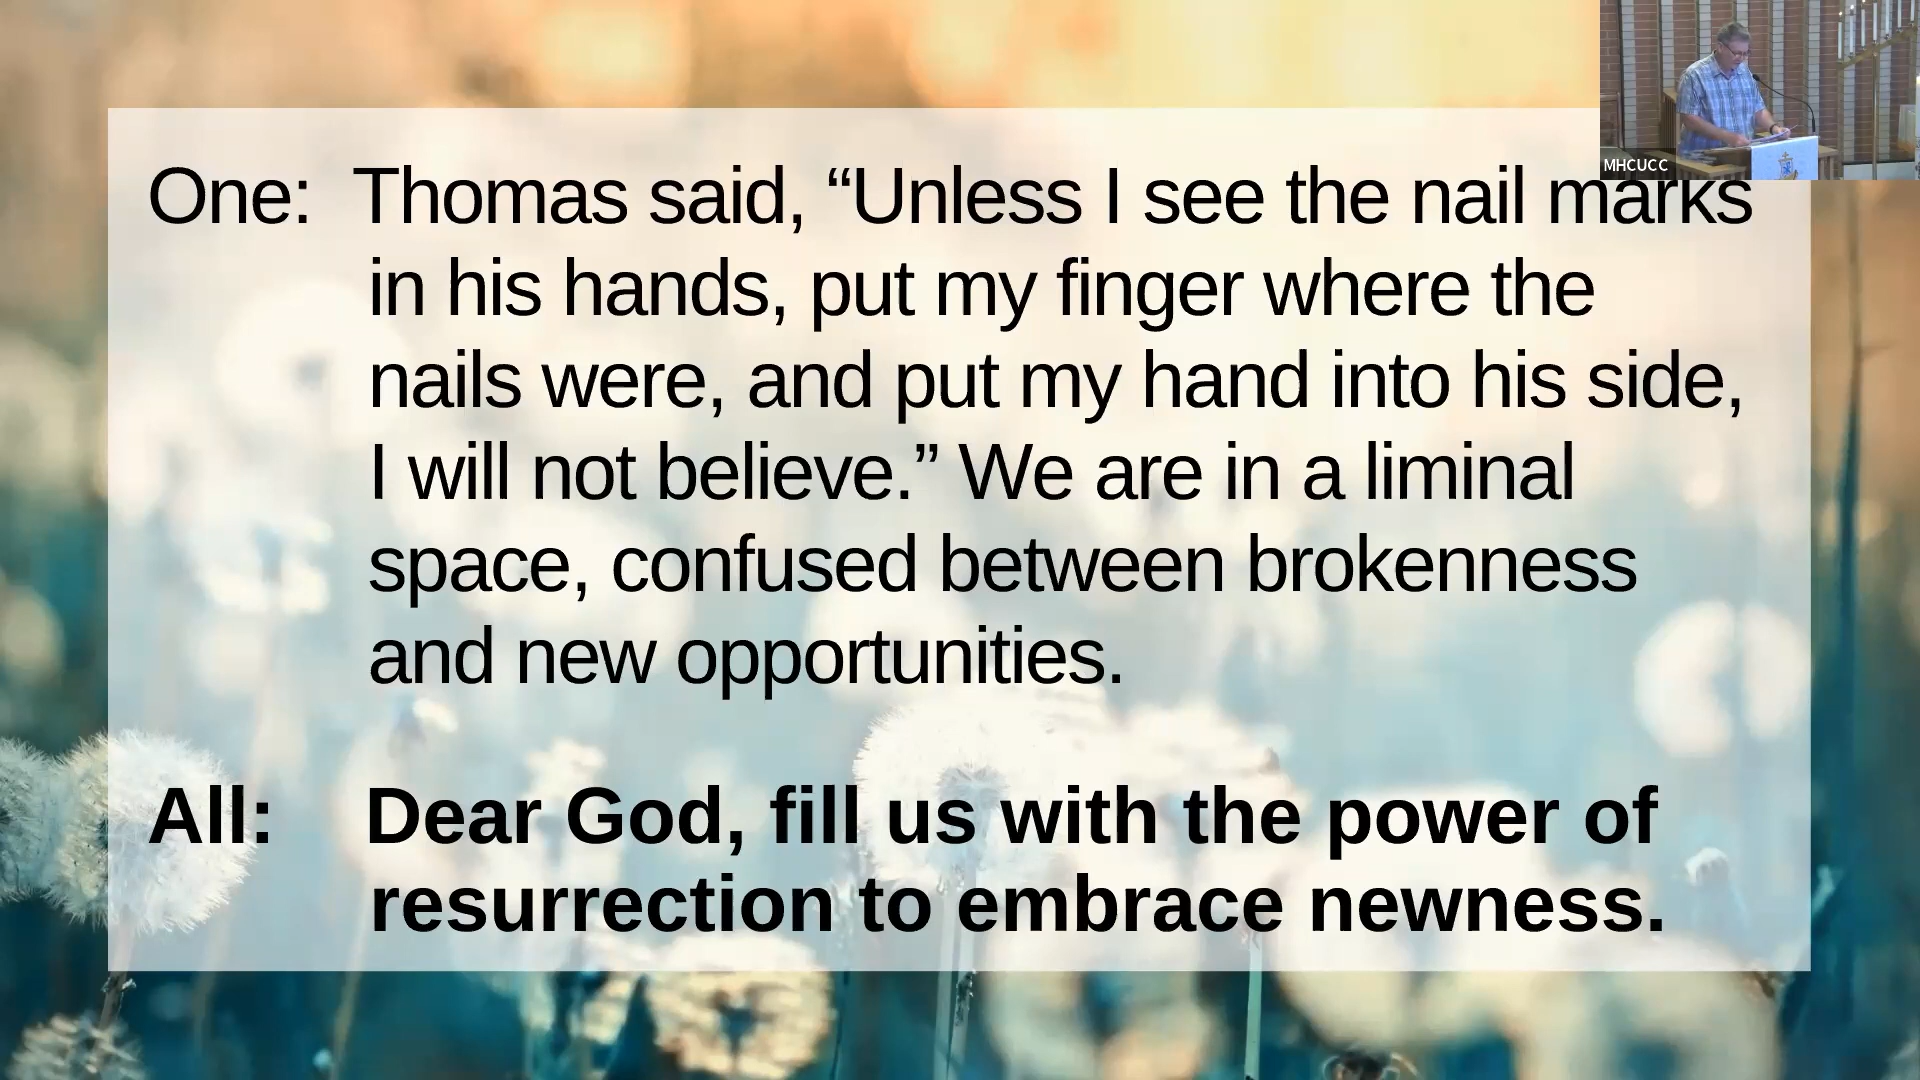 MHCUCC
One: Thomas said, “Unless I see the nail marks
in his hands, put my finger where the
nails were, and put my hand into his side,
I will not believe.” We are in a liminal
space, confused between brokenness
and new opportunities.
All: Dear God, fill us with the power of
resurrection to embrace newness.